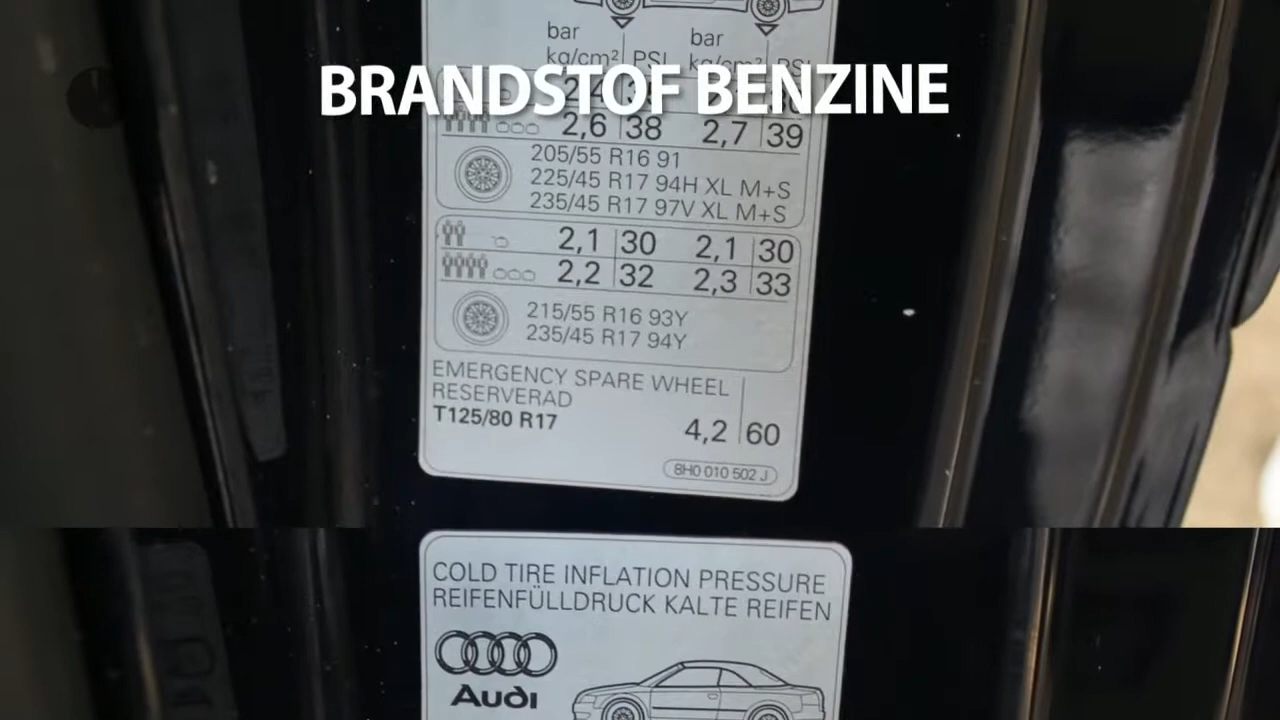 bar bar
kg/cm² PSI kg/cm² PSI
BRANDSTOF BENZINE
2,6 38 2,7 39
205/55 R16 91
225/45 R17 94H XL M+S
235/45 R17 97V XL M+S
2,1 30 2,1 30
2,2 32 2,3 33
215/55 R16 93Y
235/45 R17 94Y
EMERGENCY SPARE WHEEL
RESERVERAD
T125/80 R17
4,2 60
8H0 010 502 J
COLD TIRE INFLATION PRESSURE
REIFENFÜLLDRUCK KALTE REIFEN
Audi